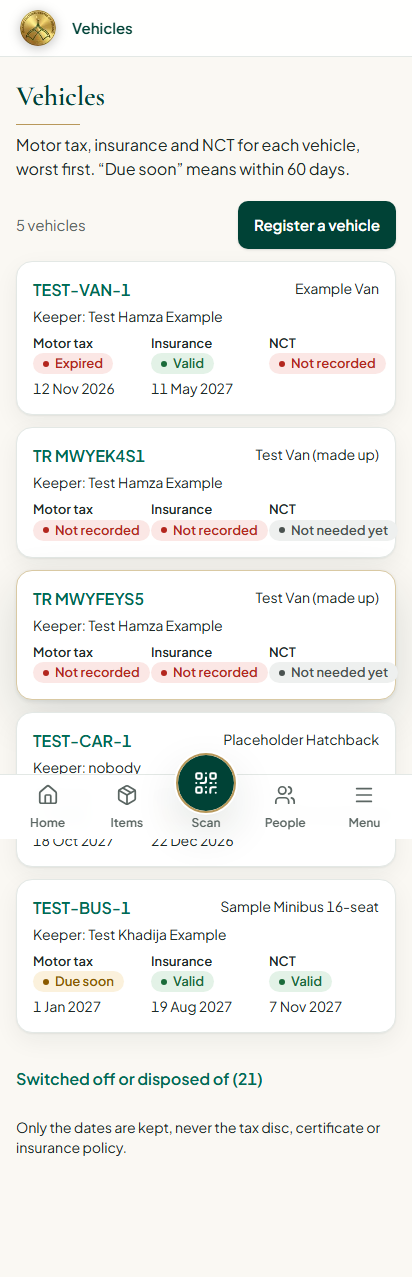 Vehicles
Vehicles
Motor tax, insurance and NCT for each vehicle,
worst first. “Due soon” means within 60 days.
5 vehicles
Register a vehicle
TEST-VAN-1
Example Van
Keeper: Test Hamza Example
Motor tax Insurance NCT
Expired Valid Not recorded
12 Nov 2026 11 May 2027
TR MWYEK4S1
Test Van (made up)
Keeper: Test Hamza Example
Motor tax Insurance NCT
Not recorded Not recorded Not needed yet
TR MWYFEYS5
Test Van (made up)
Keeper: Test Hamza Example
Motor tax Insurance NCT
Not recorded Not recorded Not needed yet
TEST-CAR-1
Placeholder Hatchback
Keeper: nobody
Home Items Scan People Menu
18 Oct 2027 22 Dec 2026
TEST-BUS-1
Sample Minibus 16-seat
Keeper: Test Khadija Example
Motor tax Insurance NCT
Due soon Valid Valid
1 Jan 2027 19 Aug 2027 7 Nov 2027
Switched off or disposed of (21)
Only the dates are kept, never the tax disc, certificate or
insurance policy.